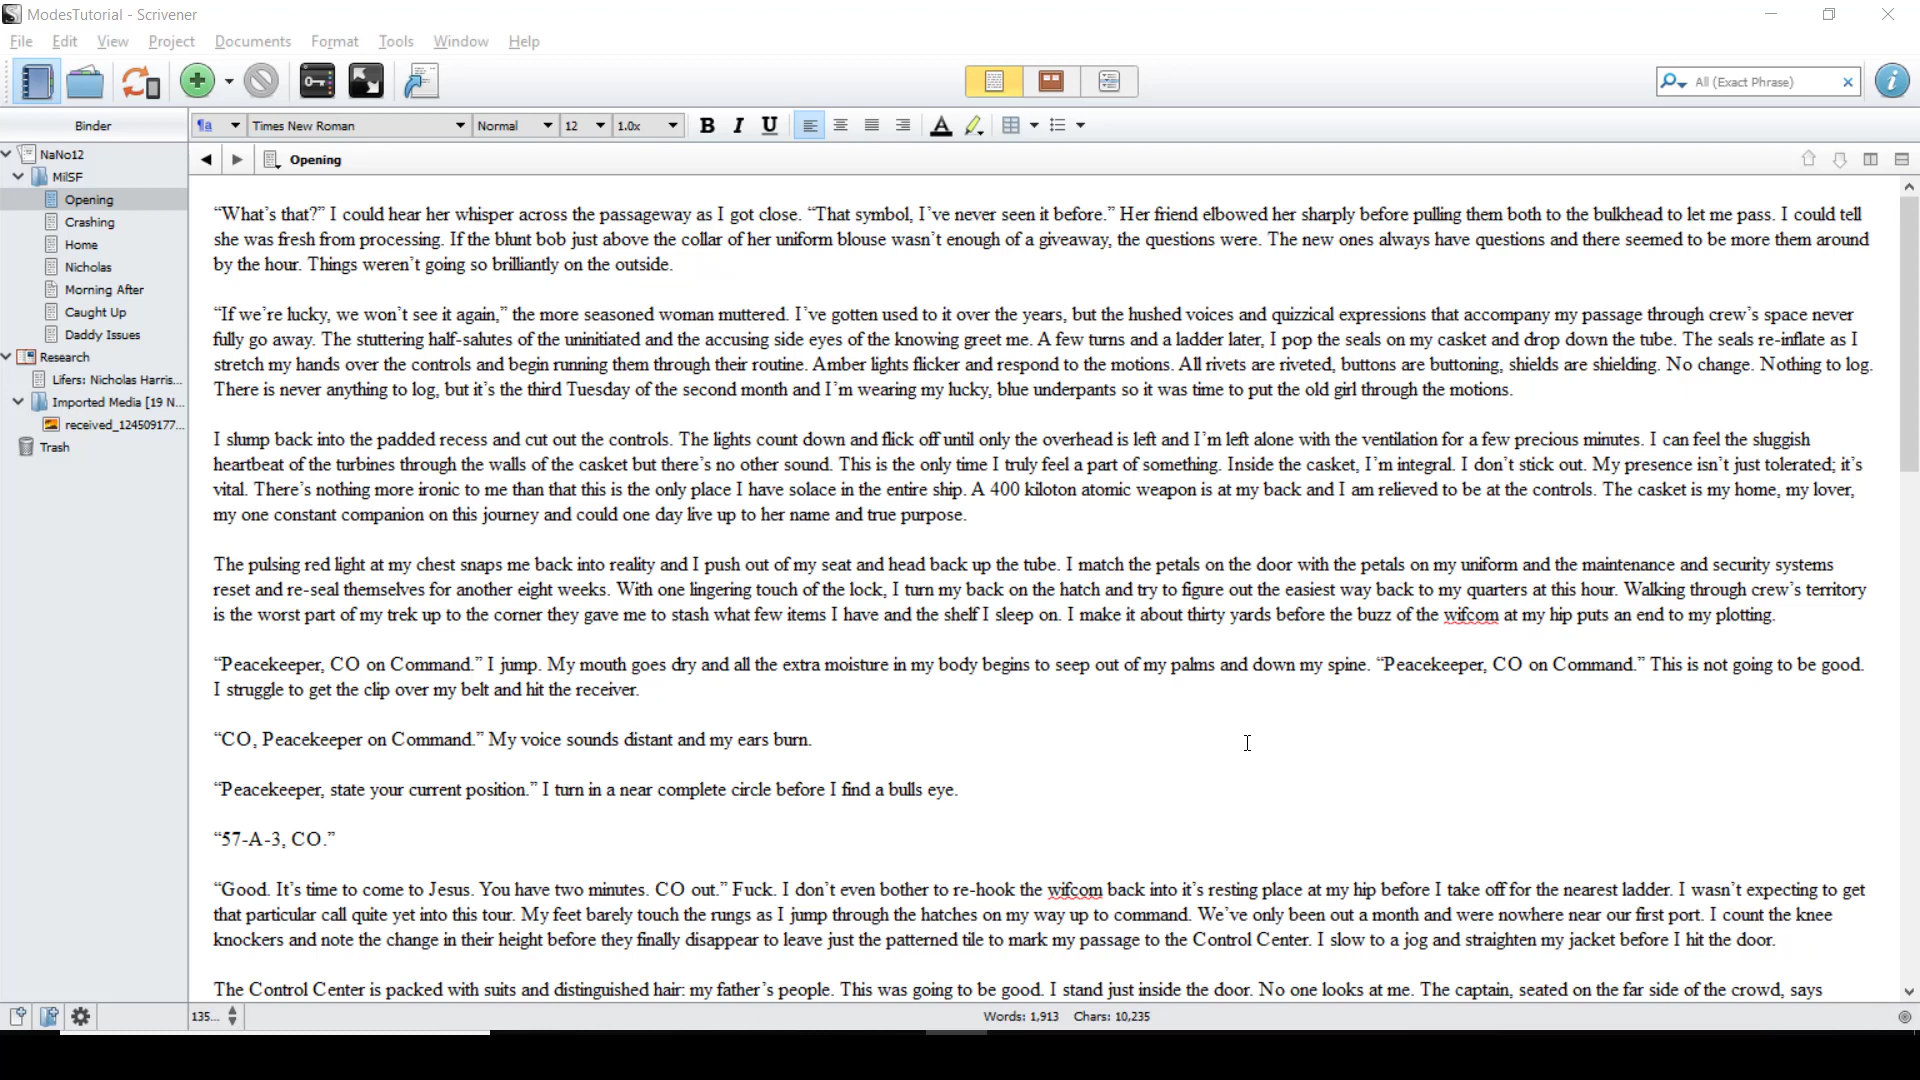 ModesTutorial - Scrivener
File Edit View Project Documents Format Tools Window Help
All (Exact Phrase)
Binder
Times New Roman Normal 12 1.0x B I U A
NaNo12
MilSF
Opening
Crashing
Home
Nicholas
Morning After
Caught Up
Daddy Issues
Research
Lifers: Nicholas Harris...
Imported Media [19 N...
received_124509177...
Trash
Opening
“What’s that?” I could hear her whisper across the passageway as I got close. “That symbol, I’ve never seen it before.” Her friend elbowed her sharply before pulling them both to the bulkhead to let me pass. I could tell
she was fresh from processing. If the blunt bob just above the collar of her uniform blouse wasn’t enough of a giveaway, the questions were. The new ones always have questions and there seemed to be more them around
by the hour. Things weren’t going so brilliantly on the outside.
“If we’re lucky, we won’t see it again,” the more seasoned woman muttered. I’ve gotten used to it over the years, but the hushed voices and quizzical expressions that accompany my passage through crew’s space never
fully go away. The stuttering half-salutes of the uninitiated and the accusing side eyes of the knowing greet me. A few turns and a ladder later, I pop the seals on my casket and drop down the tube. The seals re-inflate as I
stretch my hands over the controls and begin running them through their routine. Amber lights flicker and respond to the motions. All rivets are riveted, buttons are buttoning, shields are shielding. No change. Nothing to log.
There is never anything to log, but it’s the third Tuesday of the second month and I’m wearing my lucky, blue underpants so it was time to put the old girl through the motions.
I slump back into the padded recess and cut out the controls. The lights count down and flick off until only the overhead is left and I’m left alone with the ventilation for a few precious minutes. I can feel the sluggish
heartbeat of the turbines through the walls of the casket but there’s no other sound. This is the only time I truly feel a part of something. Inside the casket, I’m integral. I don’t stick out. My presence isn’t just tolerated; it’s
vital. There’s nothing more ironic to me than that this is the only place I have solace in the entire ship. A 400 kiloton atomic weapon is at my back and I am relieved to be at the controls. The casket is my home, my lover,
my one constant companion on this journey and could one day live up to her name and true purpose.
The pulsing red light at my chest snaps me back into reality and I push out of my seat and head back up the tube. I match the petals on the door with the petals on my uniform and the maintenance and security systems
reset and re-seal themselves for another eight weeks. With one lingering touch of the lock, I turn my back on the hatch and try to figure out the easiest way back to my quarters at this hour. Walking through crew’s territory
is the worst part of my trek up to the corner they gave me to stash what few items I have and the shelf I sleep on. I make it about thirty yards before the buzz of the wifcom at my hip puts an end to my plotting.
“Peacekeeper, CO on Command.” I jump. My mouth goes dry and all the extra moisture in my body begins to seep out of my palms and down my spine. “Peacekeeper, CO on Command.” This is not going to be good.
I struggle to get the clip over my belt and hit the receiver.
“CO, Peacekeeper on Command.” My voice sounds distant and my ears burn.
“Peacekeeper, state your current position.” I turn in a near complete circle before I find a bulls eye.
“57-A-3, CO.”
“Good. It’s time to come to Jesus. You have two minutes. CO out.” Fuck. I don’t even bother to re-hook the wifcom back into it’s resting place at my hip before I take off for the nearest ladder. I wasn’t expecting to get
that particular call quite yet into this tour. My feet barely touch the rungs as I jump through the hatches on my way up to command. We’ve only been out a month and were nowhere near our first port. I count the knee
knockers and note the change in their height before they finally disappear to leave just the patterned tile to mark my passage to the Control Center. I slow to a jog and straighten my jacket before I hit the door.
The Control Center is packed with suits and distinguished hair: my father’s people. This was going to be good. I stand just inside the door. No one looks at me. The captain, seated on the far side of the crowd, says
135... Words: 1,913 Chars: 10,235